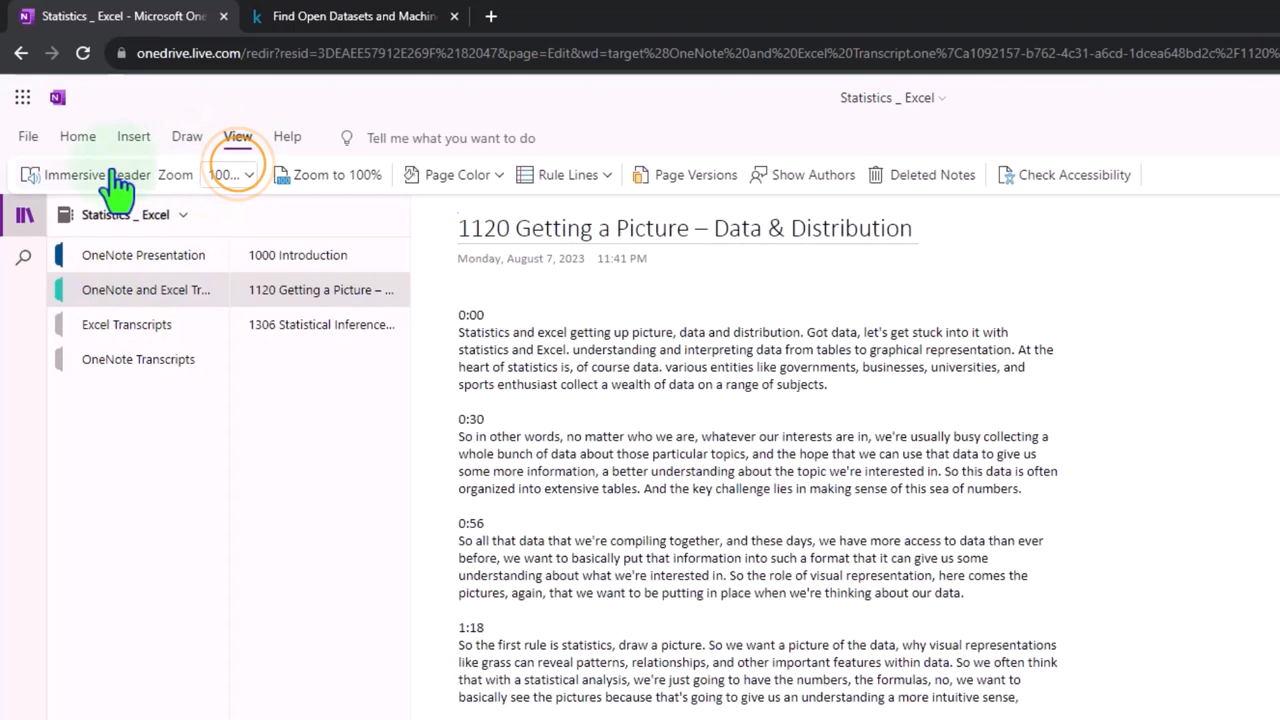 Statistics _ Excel - Microsoft One
Find Open Datasets and Machin
onedrive.live.com/redir?resid=3DEAEE57912E269F%2182047&page=Edit&wd=target%28OneNote%20and%20Excel%20Transcript.one%7Ca1092157-b762-4c31-a6cd-1dcea648bd2c%2F1120%
Statistics _ Excel
File Home Insert Draw View Help Tell me what you want to do
Immersive Reader Zoom 100... Zoom to 100% Page Color Rule Lines Page Versions Show Authors Deleted Notes Check Accessibility
Statistics _ Excel
OneNote Presentation
OneNote and Excel Tr...
Excel Transcripts
OneNote Transcripts
1000 Introduction
1120 Getting a Picture – ...
1306 Statistical Inference...
1120 Getting a Picture – Data & Distribution
Monday, August 7, 2023 11:41 PM
0:00
Statistics and excel getting up picture, data and distribution. Got data, let's get stuck into it with
statistics and Excel. understanding and interpreting data from tables to graphical representation. At the
heart of statistics is, of course data. various entities like governments, businesses, universities, and
sports enthusiast collect a wealth of data on a range of subjects.
0:30
So in other words, no matter who we are, whatever our interests are in, we're usually busy collecting a
whole bunch of data about those particular topics, and the hope that we can use that data to give us
some more information, a better understanding about the topic we're interested in. So this data is often
organized into extensive tables. And the key challenge lies in making sense of this sea of numbers.
0:56
So all that data that we're compiling together, and these days, we have more access to data than ever
before, we want to basically put that information into such a format that it can give us some
understanding about what we're interested in. So the role of visual representation, here comes the
pictures, again, that we want to be putting in place when we're thinking about our data.
1:18
So the first rule is statistics, draw a picture. So we want a picture of the data, why visual representations
like grass can reveal patterns, relationships, and other important features within data. So we often think
that with a statistical analysis, we're just going to have the numbers, the formulas, no, we want to
basically see the pictures because that's going to give us an understanding a more intuitive sense,